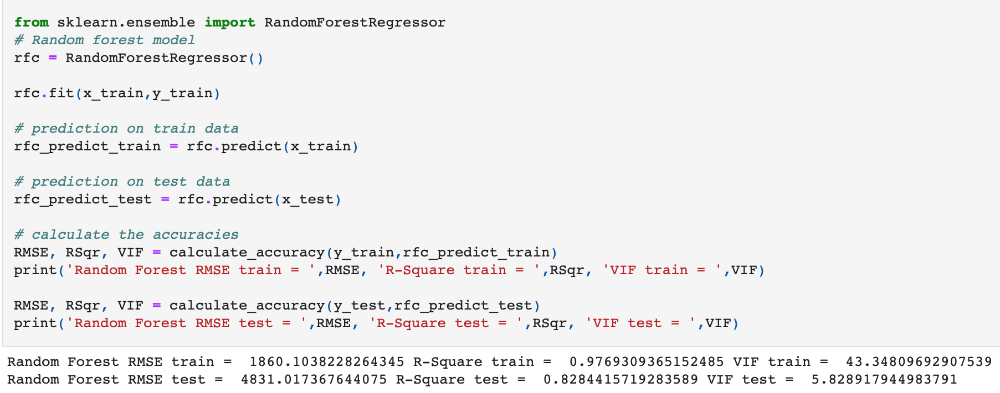 from sklearn.ensemble import RandomForestRegressor
# Random forest model
rfc = RandomForestRegressor()
rfc.fit(x_train,y_train)
# prediction on train data
rfc_predict_train = rfc.predict(x_train)
# prediction on test data
rfc_predict_test = rfc.predict(x_test)
# calculate the accuracies
RMSE, RSqr, VIF = calculate_accuracy(y_train,rfc_predict_train)
print('Random Forest RMSE train = ',RMSE, 'R-Square train = ',RSqr, 'VIF train = ',VIF)
RMSE, RSqr, VIF = calculate_accuracy(y_test,rfc_predict_test)
print('Random Forest RMSE test = ',RMSE, 'R-Square test = ',RSqr, 'VIF test = ',VIF)
Random Forest RMSE train =  1860.1038228264345 R-Square train =  0.9769309365152485 VIF train =  43.34809692907539
Random Forest RMSE test =  4831.017367644075 R-Square test =  0.8284415719283589 VIF test =  5.828917944983791